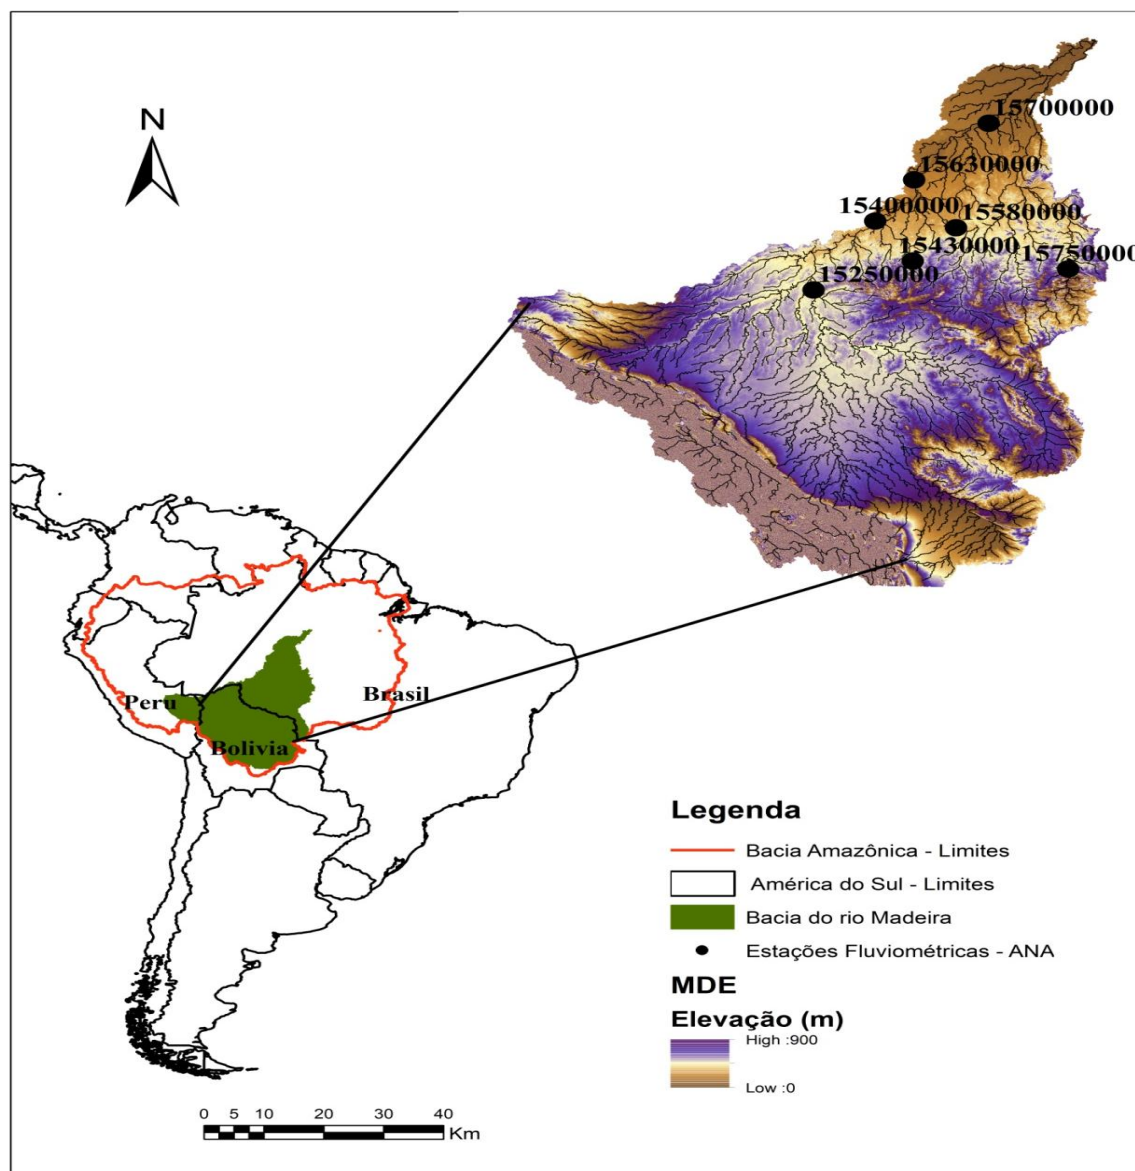 N
15700000
15630000
15400000
15580000
15430000
15750000
15250000
Peru
Brasil
Bolivia
Legenda
Bacia Amazônica - Limites
América do Sul - Limites
Bacia do rio Madeira
Estações Fluviométricas - ANA
MDE
Elevação (m)
High :900
Low :0
0 5 10 20 30 40
Km